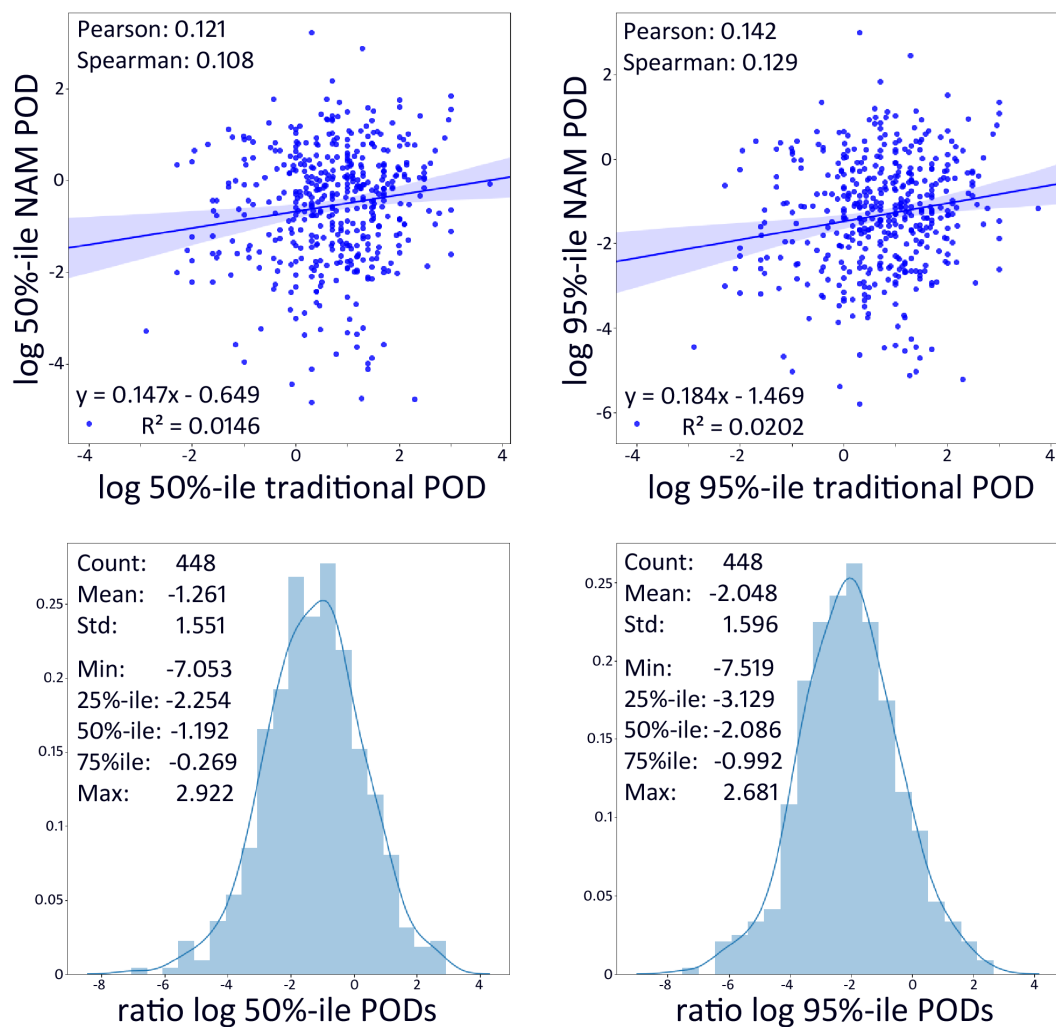 Pearson: 0.121
Spearman: 0.108
2
0
-2
-4
log 50%-ile NAM POD
y = 0.147x - 0.649
R² = 0.0146
-4
-2
0
2
4
log 50%-ile traditional POD
Pearson: 0.142
Spearman: 0.129
2
0
-2
-4
-6
log 95%-ile NAM POD
y = 0.184x - 1.469
R² = 0.0202
-4
-2
0
2
4
log 95%-ile traditional POD
Count: 448
Mean: -1.261
Std: 1.551
Min: -7.053
25%-ile: -2.254
50%-ile: -1.192
75%ile: -0.269
Max: 2.922
0.25
0.2
0.15
0.1
0.05
0
-8
-6
-4
-2
0
2
4
ratio log 50%-ile PODs
Count: 448
Mean: -2.048
Std: 1.596
Min: -7.519
25%-ile: -3.129
50%-ile: -2.086
75%ile: -0.992
Max: 2.681
0.25
0.2
0.15
0.1
0.05
0
-8
-6
-4
-2
0
2
4
ratio log 95%-ile PODs